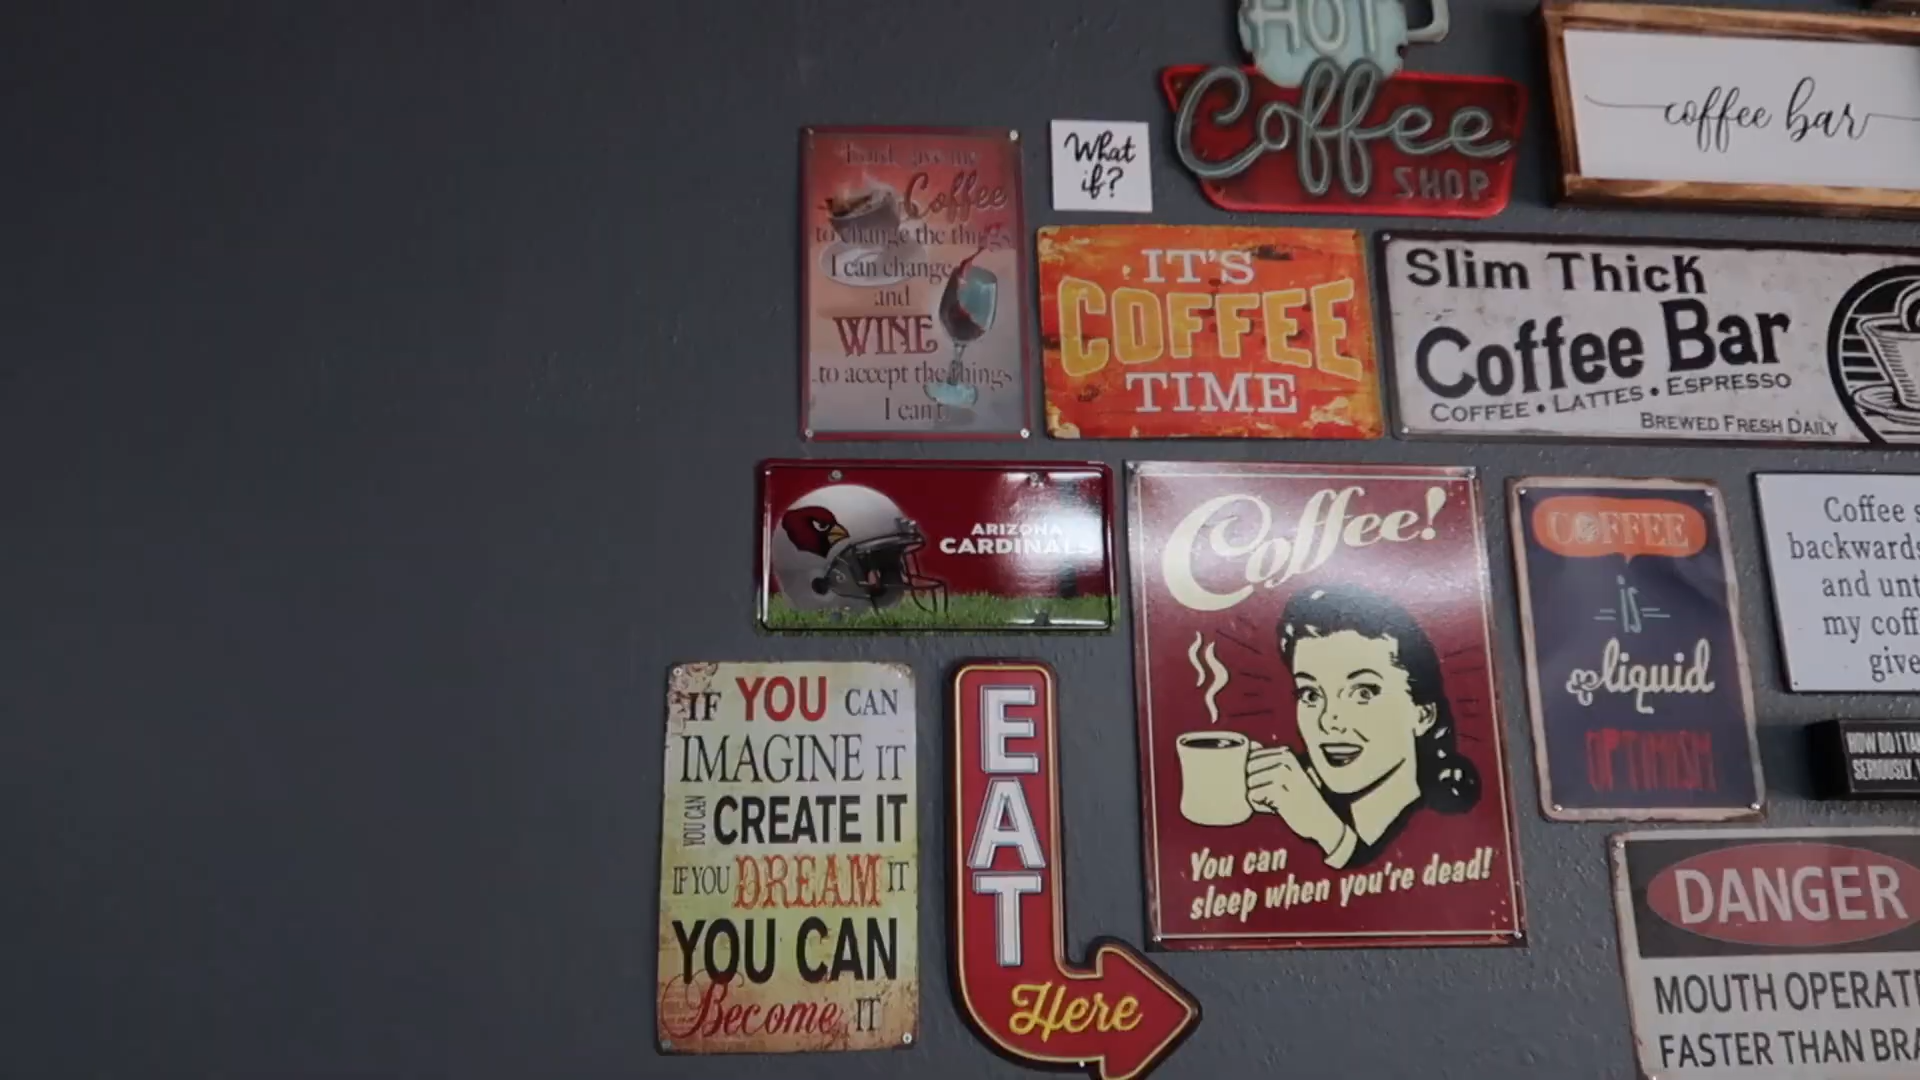 HOT
Coffee
SHOP
coffee bar
What
if?
Lord, give me
Coffee
to change the things
I can change
and
WINE
to accept the things
I can't.
IT'S
COFFEE
TIME
Slim Thick
Coffee Bar
COFFEE • LATTES • ESPRESSO
BREWED FRESH DAILY
ARIZONA
CARDINALS
Coffee!
You can
sleep when you're dead!
COFFEE
IS
liquid
OPTIMISM
Coffee
backwards
and
my
give
HOW DO I
SERIOUSLY,
IF YOU CAN
IMAGINE IT
YOU CAN CREATE IT
IF YOU DREAM IT
YOU CAN
Become IT
EAT
Here
DANGER
MOUTH
FASTER THAN